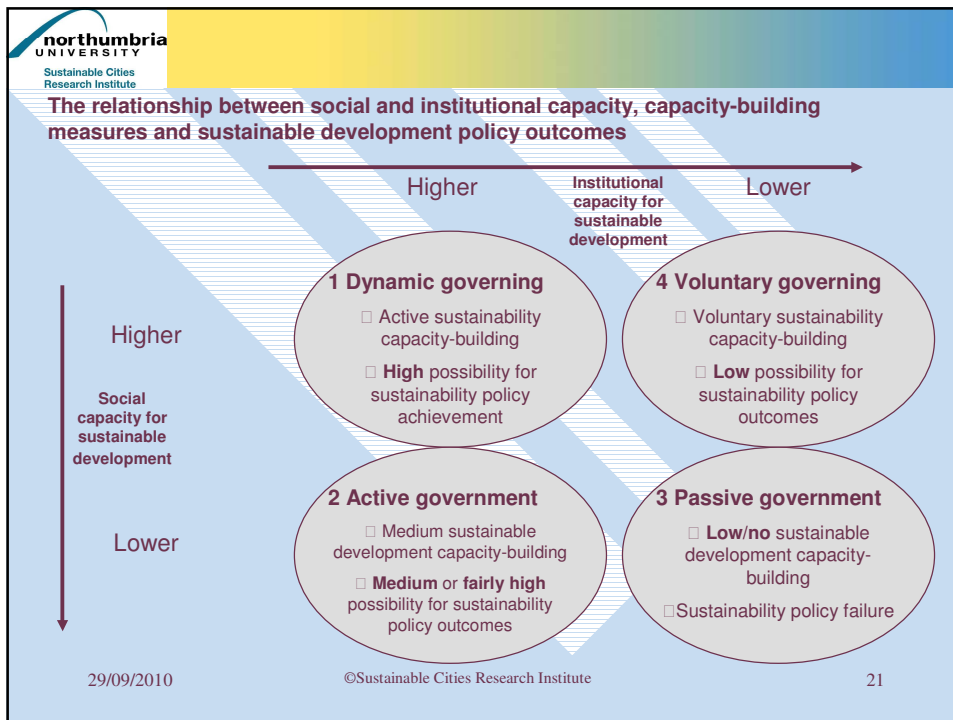 northumbria
UNIVERSITY
Sustainable Cities
Research Institute
The relationship between social and institutional capacity, capacity-building
measures and sustainable development policy outcomes
Higher
Institutional
capacity for
sustainable
development
Lower
Higher
Social
capacity for
sustainable
development
Lower
1 Dynamic governing
□ Active sustainability
capacity-building
□ High possibility for
sustainability policy
achievement
4 Voluntary governing
□ Voluntary sustainability
capacity-building
□ Low possibility for
sustainability policy
outcomes
2 Active government
□ Medium sustainable
development capacity-building
□ Medium or fairly high
possibility for sustainability
policy outcomes
3 Passive government
□ Low/no sustainable
development capacity-
building
□Sustainability policy failure
29/09/2010
©Sustainable Cities Research Institute
21